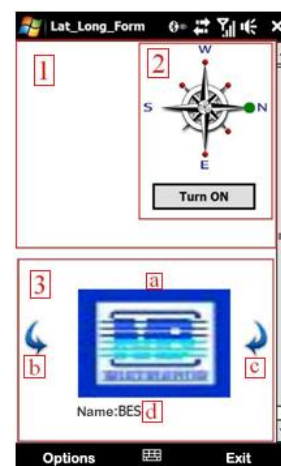 Lat_Long_Form
1
2
W
S
N
E
Turn ON
3
a
b
c
Name:BES
d
Options
Exit